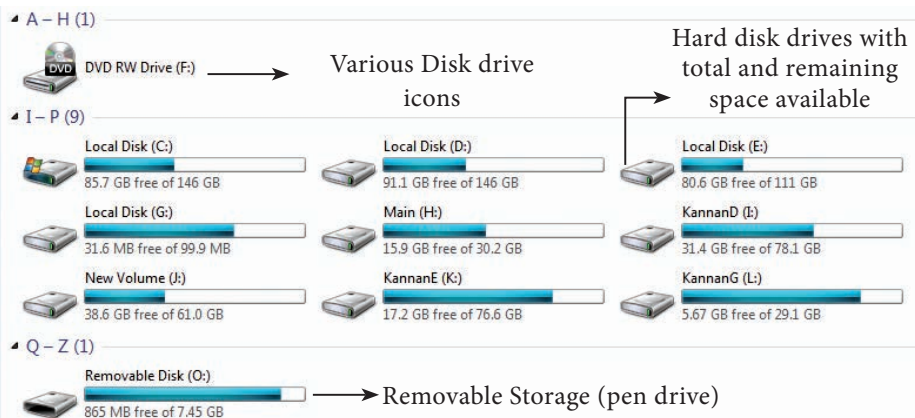 A – H (1)
DVD
DVD RW Drive (F:)
Various Disk drive
icons
Hard disk drives with
total and remaining
space available
I – P (9)
Local Disk (C:)
85.7 GB free of 146 GB
Local Disk (D:)
91.1 GB free of 146 GB
Local Disk (E:)
80.6 GB free of 111 GB
Local Disk (G:)
31.6 MB free of 99.9 MB
Main (H:)
15.9 GB free of 30.2 GB
KannanD (I:)
31.4 GB free of 78.1 GB
New Volume (J:)
38.6 GB free of 61.0 GB
KannanE (K:)
17.2 GB free of 76.6 GB
KannanG (L:)
5.67 GB free of 29.1 GB
Q – Z (1)
Removable Disk (O:)
865 MB free of 7.45 GB
Removable Storage (pen drive)